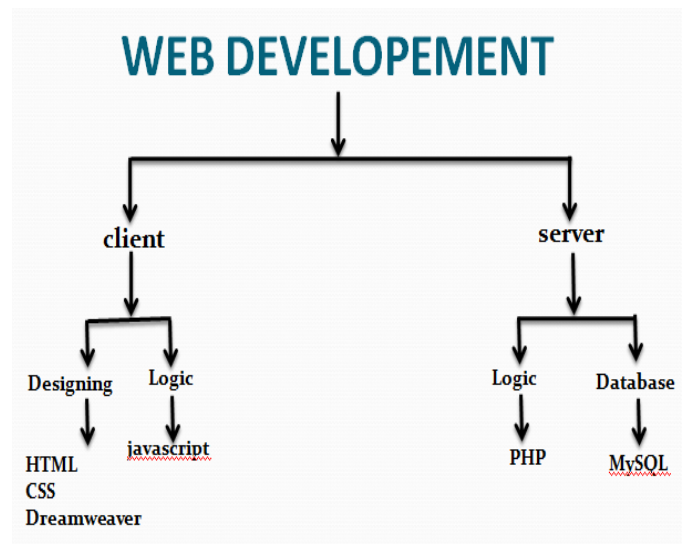 WEB DEVELOPEMENT
client
server
Designing
Logic
Logic
Database
HTML
CSS
Dreamweaver
javascript
PHP
MySQL